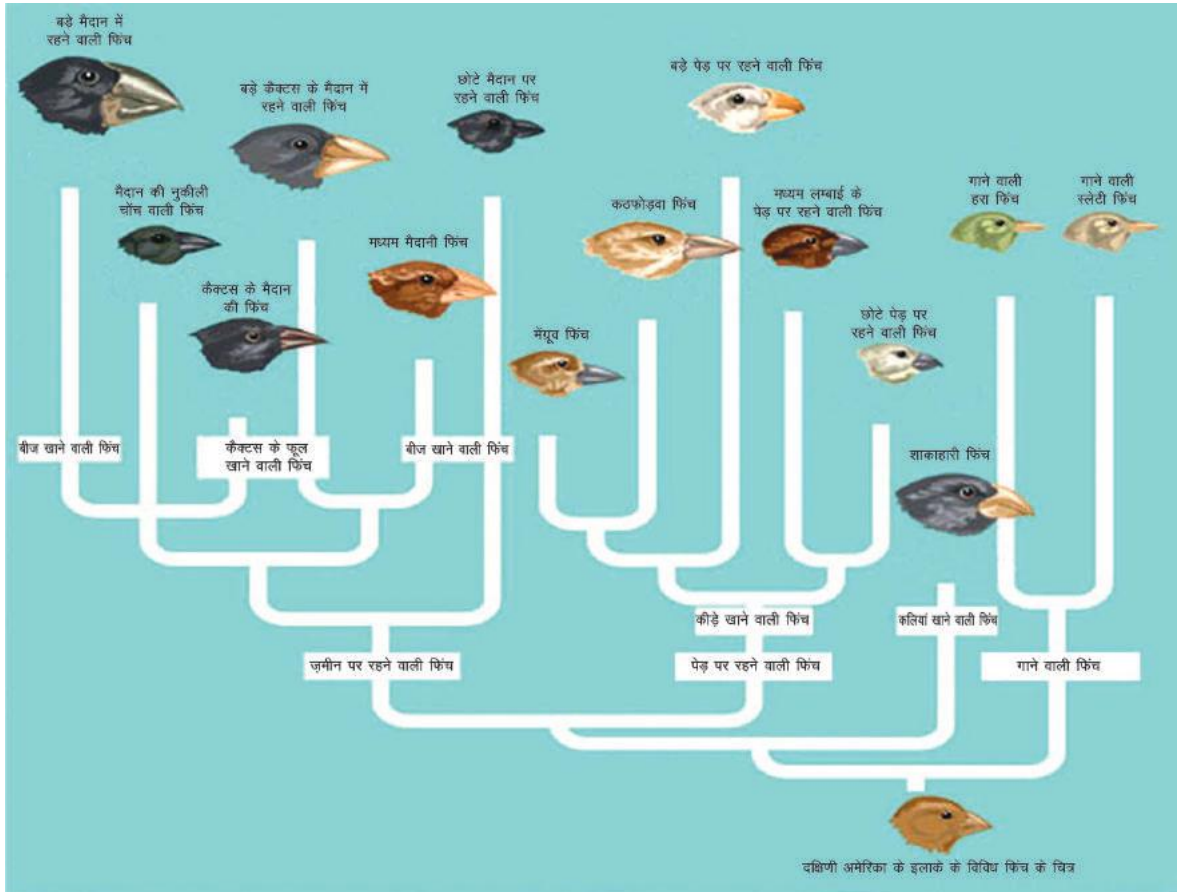 बड़े मैदान में
रहने वाली फिंच
बड़े कैक्टस के मैदान में
रहने वाली फिंच
छोटे मैदान पर
रहने वाली फिंच
बड़े पेड़ पर रहने वाली फिंच
मैदान की नुकीली
चोंच वाली फिंच
मध्यम मैदानी फिंच
कठफोड़वा फिंच
मध्यम लम्बाई के
पेड़ पर रहने वाली फिंच
गाने वाली
हरा फिंच
गाने वाली
स्लेटी फिंच
कैक्टस के मैदान
की फिंच
मेंग्रूव फिंच
छोटे पेड़ पर
रहने वाली फिंच
बीज खाने वाली फिंच
कैक्टस के फूल
खाने वाली फिंच
बीज खाने वाली फिंच
शाकाहारी फिंच
कीड़े खाने वाली फिंच
कलियां खाने वाली फिंच
ज़मीन पर रहने वाली फिंच
पेड़ पर रहने वाली फिंच
गाने वाली फिंच
दक्षिणी अमेरिका के इलाके के विविध फिंच के चित्र